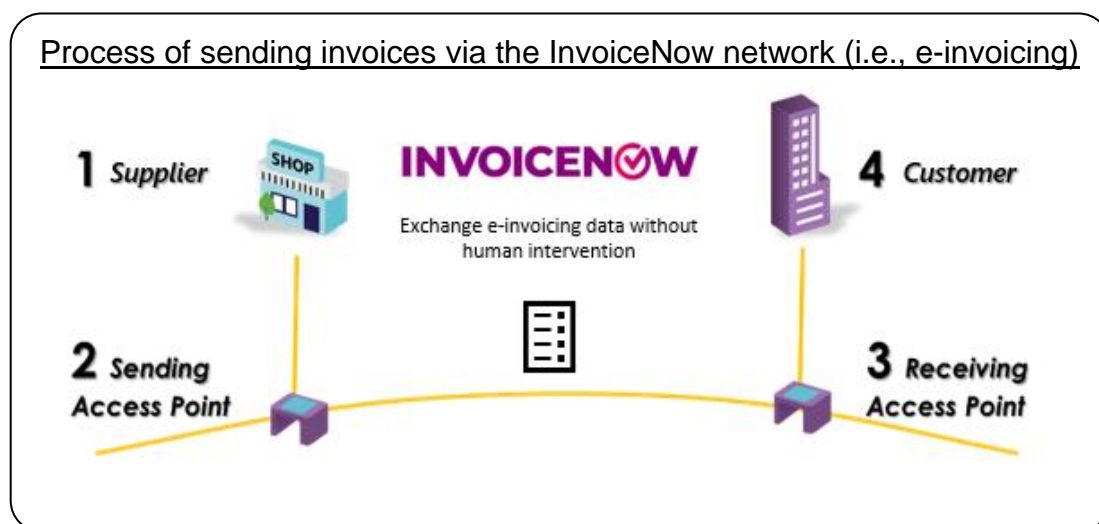 Process of sending invoices via the InvoiceNow network (i.e., e-invoicing)
1 Supplier
SHOP
INVOICENOW
Exchange e-invoicing data without
human intervention
4 Customer
2 Sending
Access Point
3 Receiving
Access Point